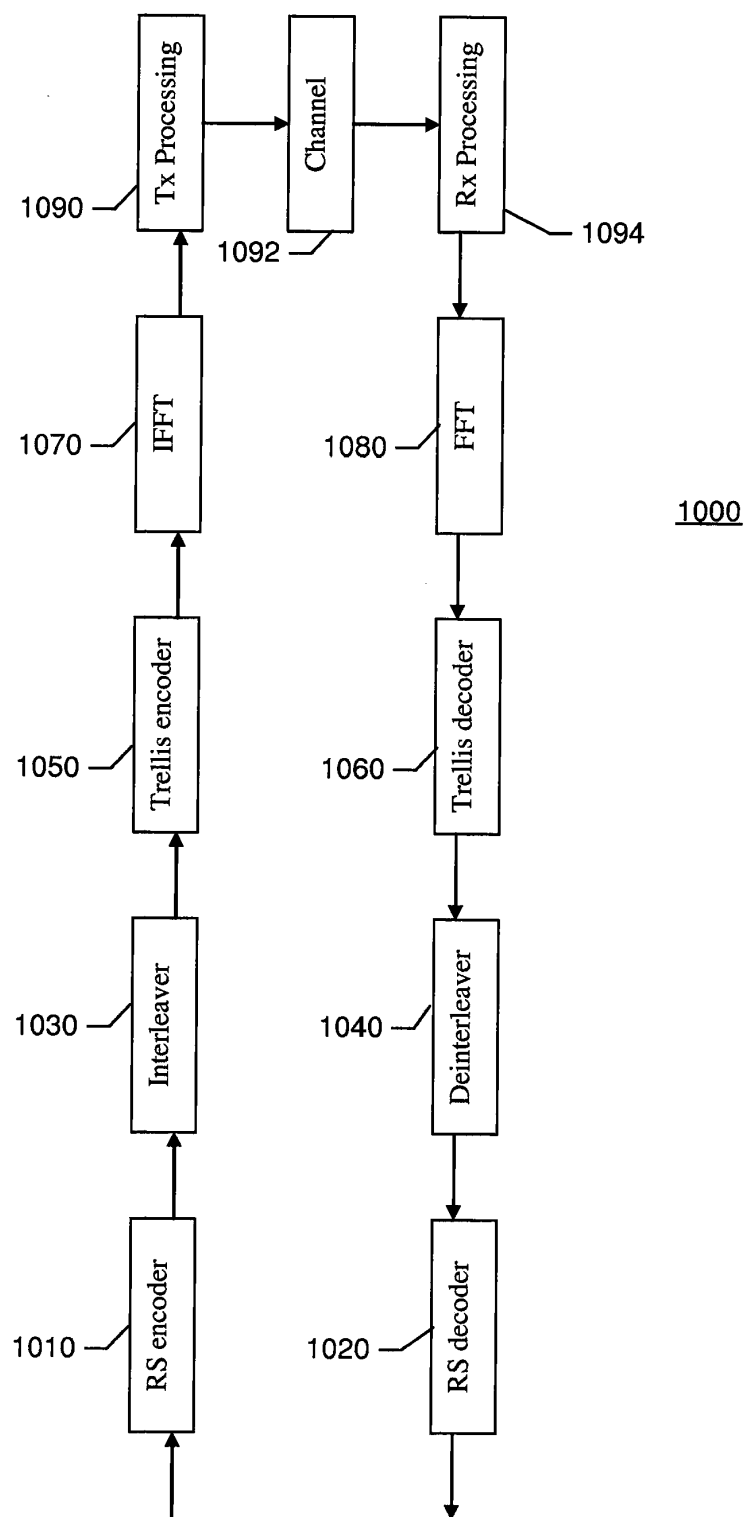 Tx Processing
1090
Channel
1092
Rx Processing
1094
IFFT
1070
FFT
1080
1000
Trellis encoder
1050
Trellis decoder
1060
Interleaver
1030
Deinterleaver
1040
RS encoder
1010
RS decoder
1020